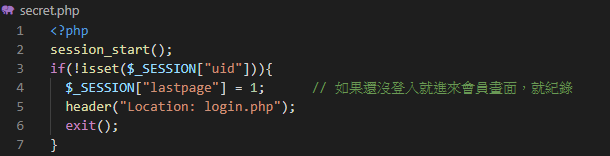 secret.php
1 <?php
2 session_start();
3 if(!isset($_SESSION["uid"])){
4 $_SESSION["lastpage"] = 1; // 如果還沒登入就進來會員畫面，就紀錄
5 header("Location: login.php");
6 exit();
7 }